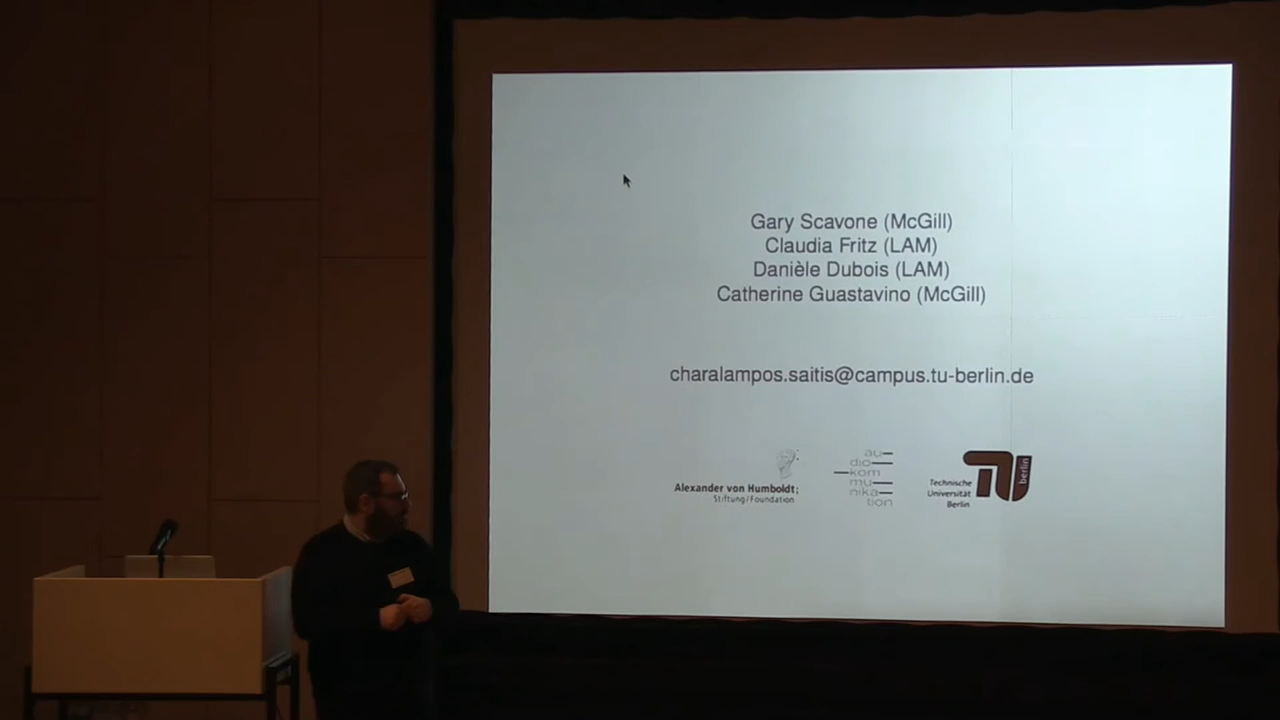 Gary Scavone (McGill)
Claudia Fritz (LAM)
Danièle Dubois (LAM)
Catherine Guastavino (McGill)
charalampos.saitis@campus.tu-berlin.de
Alexander von Humboldt
Stiftung/Foundation
au
dio
kom
mu
nika
tion
Technische
Universität
Berlin
berlin